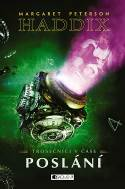 MARGARET PETERSON
HADDIX
TROSEČNÍCI V ČASE
POSLÁNÍ
FRAGMENT